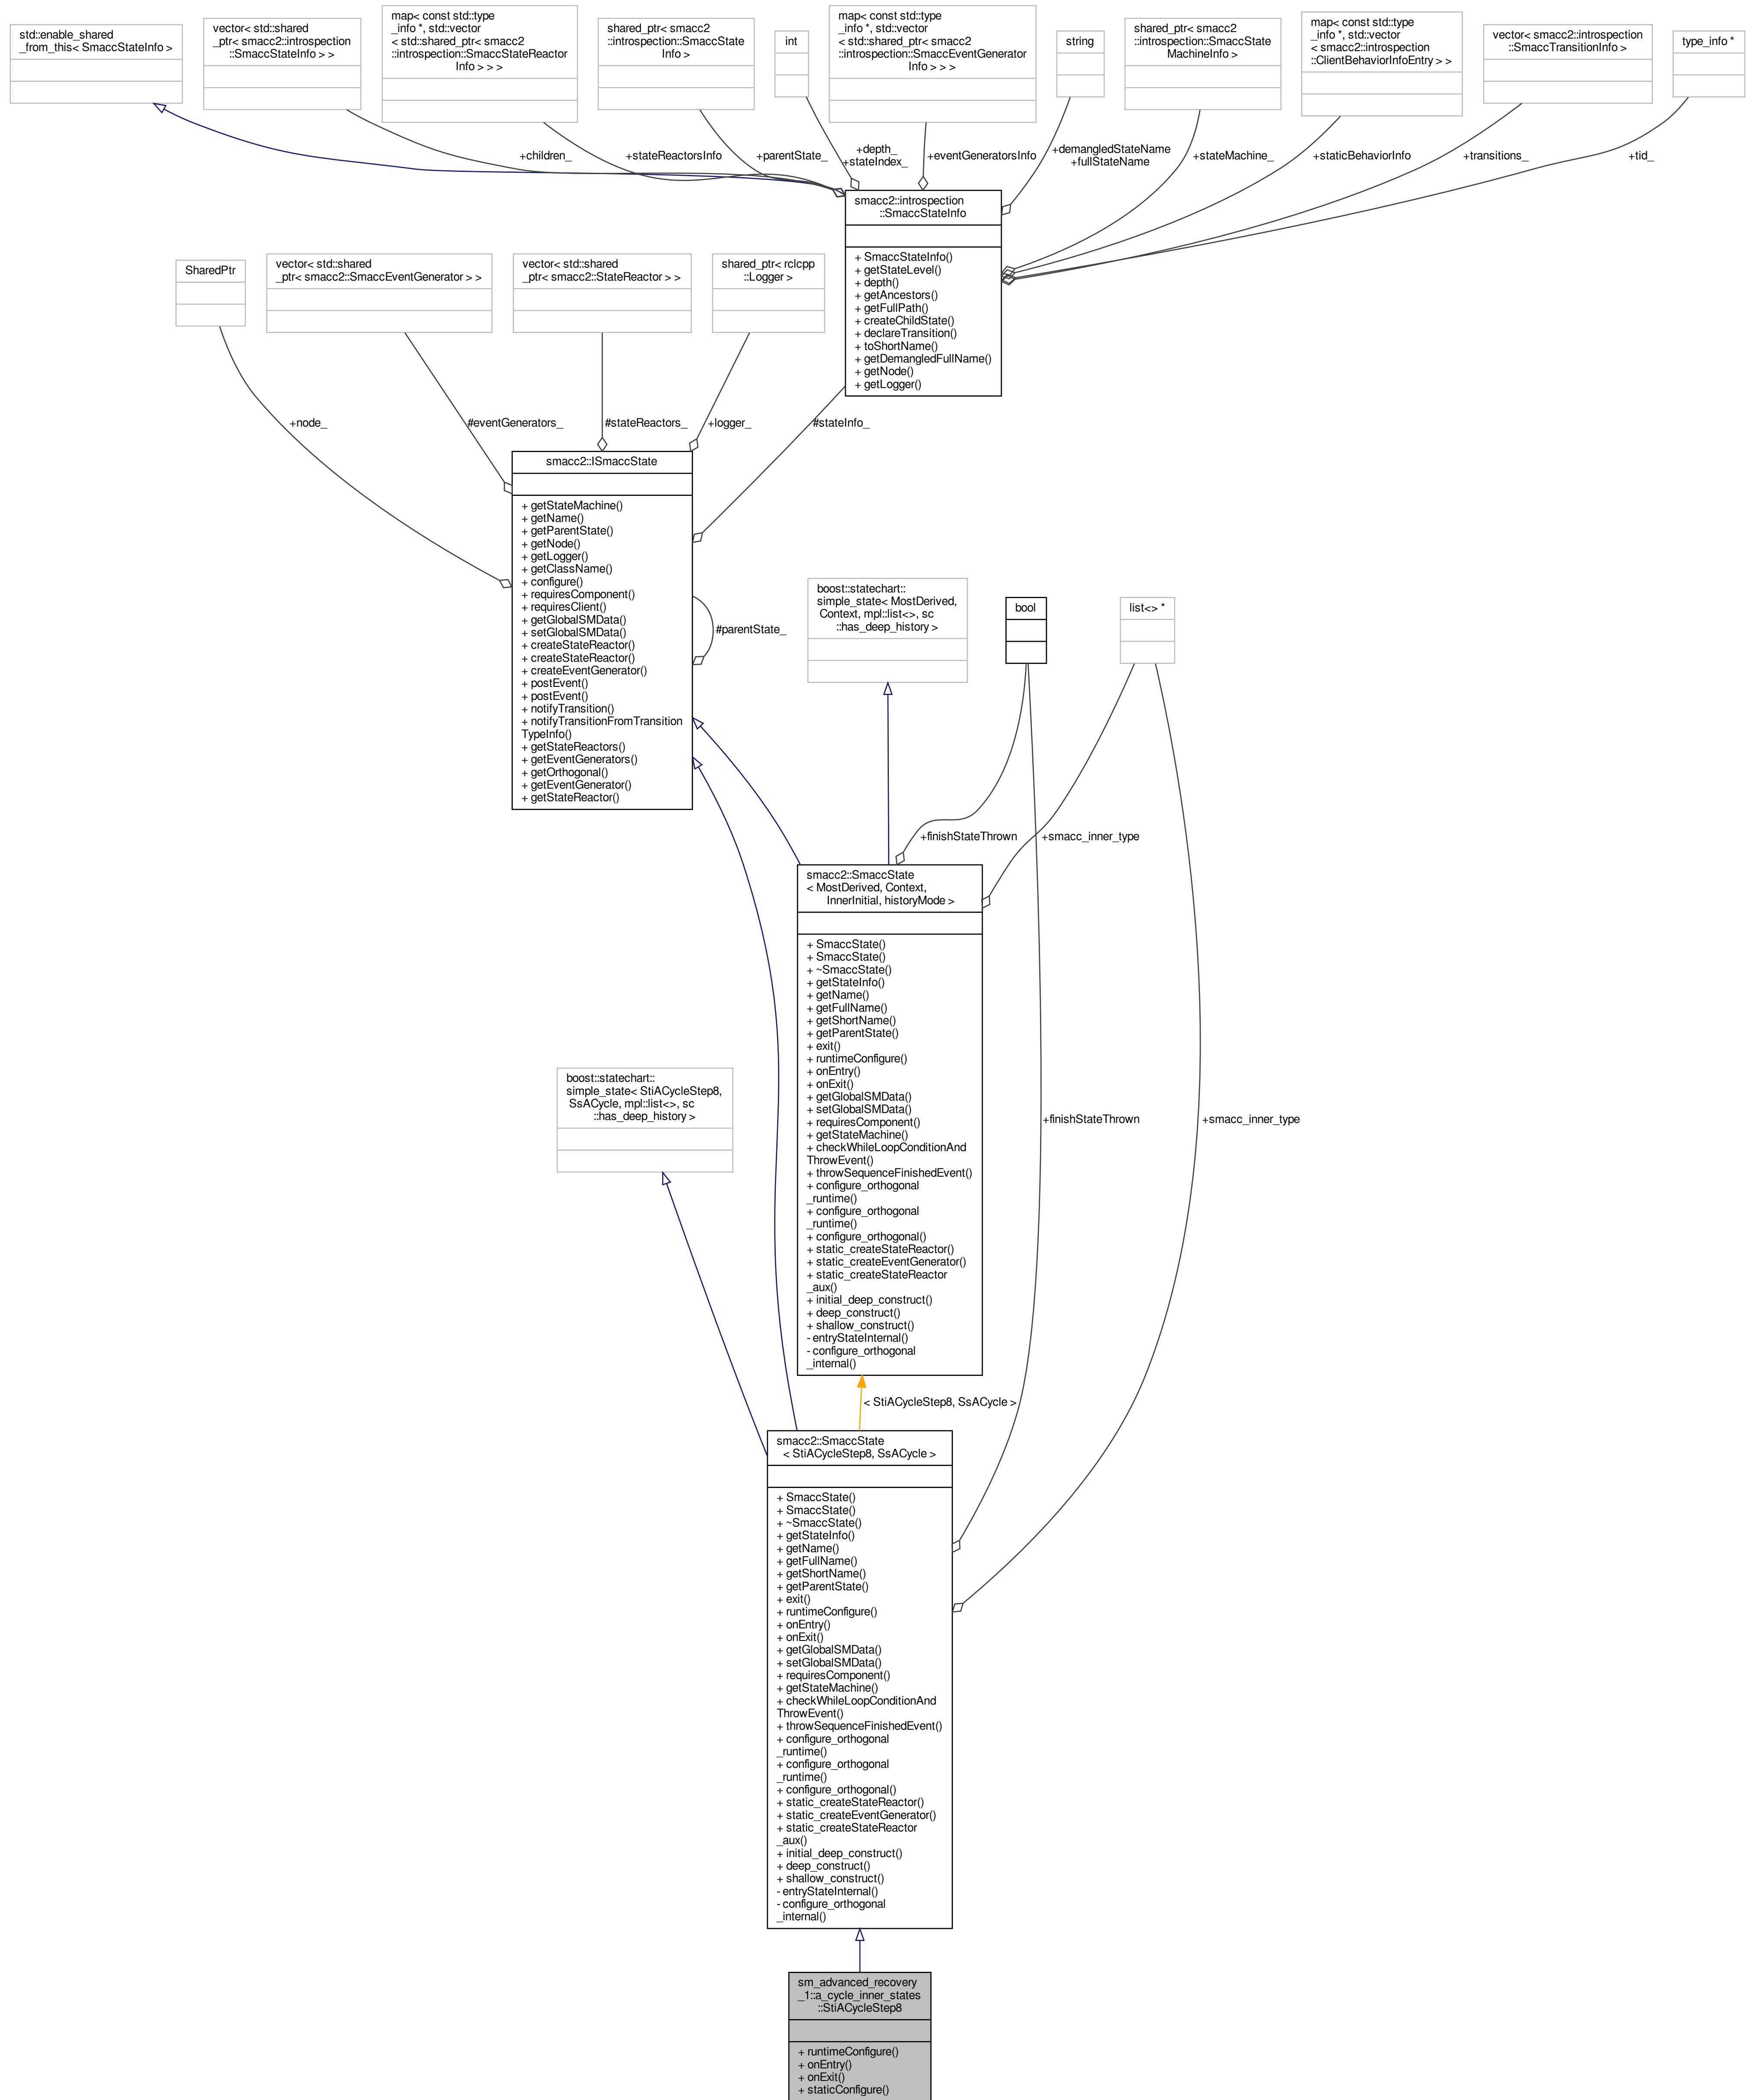 std::enable_shared
_from_this< SmaccStateInfo >
vector< std::shared
_ptr< smacc2::introspection
::SmaccStateInfo > >
map< const std::type
_info *, std::vector
< std::shared_ptr< smacc2
::introspection::SmaccStateReactor
Info > > >
shared_ptr< smacc2
::introspection::SmaccState
Info >
int
map< const std::type
_info *, std::vector
< std::shared_ptr< smacc2
::introspection::SmaccEventGenerator
Info > > >
string
shared_ptr< smacc2
::introspection::SmaccState
MachineInfo >
map< const std::type
_info *, std::vector
< smacc2::introspection
::ClientBehaviorInfoEntry > >
vector< smacc2::introspection
::SmaccTransitionInfo >
type_info *
+children_
+stateReactorsInfo
+parentState_
+depth_
+stateIndex_
+eventGeneratorsInfo
+demangledStateName
+fullStateName
+stateMachine_
+staticBehaviorInfo
+transitions_
+tid_
smacc2::introspection
::SmaccStateInfo
+ SmaccStateInfo()
+ getStateLevel()
+ depth()
+ getAncestors()
+ getFullPath()
+ createChildState()
+ declareTransition()
+ toShortName()
+ getDemangledFullName()
+ getNode()
+ getLogger()
SharedPtr
vector< std::shared
_ptr< smacc2::SmaccEventGenerator > >
vector< std::shared
_ptr< smacc2::StateReactor > >
shared_ptr< rclcpp
::Logger >
+node_
#eventGenerators_
#stateReactors_
+logger_
#stateInfo_
smacc2::ISmaccState
+ getStateMachine()
+ getName()
+ getParentState()
+ getNode()
+ getLogger()
+ getClassName()
+ configure()
+ requiresComponent()
+ requiresClient()
+ getGlobalSMData()
+ setGlobalSMData()
+ createStateReactor()
+ createStateReactor()
+ createEventGenerator()
+ postEvent()
+ postEvent()
+ notifyTransition()
+ notifyTransitionFromTransition
TypeInfo()
+ getStateReactors()
+ getEventGenerators()
+ getOrthogonal()
+ getEventGenerator()
+ getStateReactor()
#parentState_
boost::statechart::
simple_state< MostDerived,
Context, mpl::list<>, sc
::has_deep_history >
bool
list<> *
+finishStateThrown
+smacc_inner_type
smacc2::SmaccState
< MostDerived, Context,
InnerInitial, historyMode >
+ SmaccState()
+ SmaccState()
+ ~SmaccState()
+ getStateInfo()
+ getName()
+ getFullName()
+ getShortName()
+ getParentState()
+ exit()
+ runtimeConfigure()
+ onEntry()
+ onExit()
+ getGlobalSMData()
+ setGlobalSMData()
+ requiresComponent()
+ getStateMachine()
+ checkWhileLoopConditionAnd
ThrowEvent()
+ throwSequenceFinishedEvent()
+ configure_orthogonal
_runtime()
+ configure_orthogonal
_runtime()
+ configure_orthogonal()
+ static_createStateReactor()
+ static_createEventGenerator()
+ static_createStateReactor
_aux()
+ initial_deep_construct()
+ deep_construct()
+ shallow_construct()
- entryStateInternal()
- configure_orthogonal
_internal()
boost::statechart::
simple_state< StiACycleStep8,
SsACycle, mpl::list<>, sc
::has_deep_history >
+finishStateThrown
+smacc_inner_type
< StiACycleStep8, SsACycle >
smacc2::SmaccState
< StiACycleStep8, SsACycle >
+ SmaccState()
+ SmaccState()
+ ~SmaccState()
+ getStateInfo()
+ getName()
+ getFullName()
+ getShortName()
+ getParentState()
+ exit()
+ runtimeConfigure()
+ onEntry()
+ onExit()
+ getGlobalSMData()
+ setGlobalSMData()
+ requiresComponent()
+ getStateMachine()
+ checkWhileLoopConditionAnd
ThrowEvent()
+ throwSequenceFinishedEvent()
+ configure_orthogonal
_runtime()
+ configure_orthogonal
_runtime()
+ configure_orthogonal()
+ static_createStateReactor()
+ static_createEventGenerator()
+ static_createStateReactor
_aux()
+ initial_deep_construct()
+ deep_construct()
+ shallow_construct()
- entryStateInternal()
- configure_orthogonal
_internal()
sm_advanced_recovery
_1::a_cycle_inner_states
::StiACycleStep8
+ runtimeConfigure()
+ onEntry()
+ onExit()
+ staticConfigure()